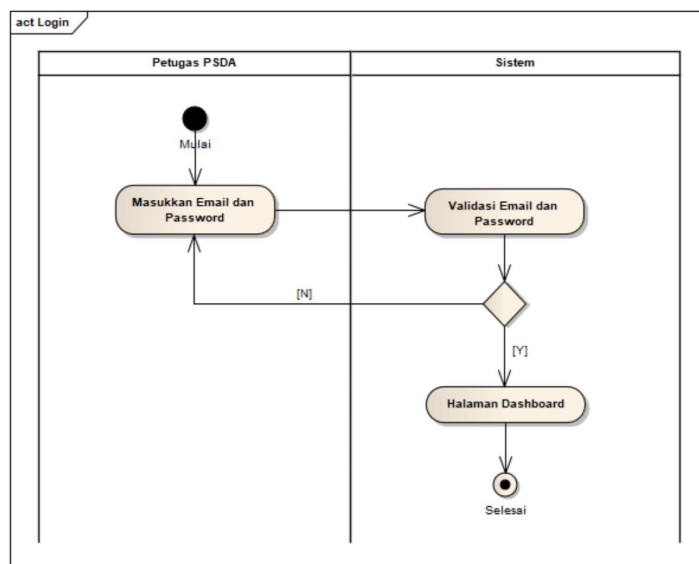 act Login
Petugas PSDA
Sistem
Mulai
Masukkan Email dan
Password
Validasi Email dan
Password
[N]
[Y]
Halaman Dashboard
Selesai